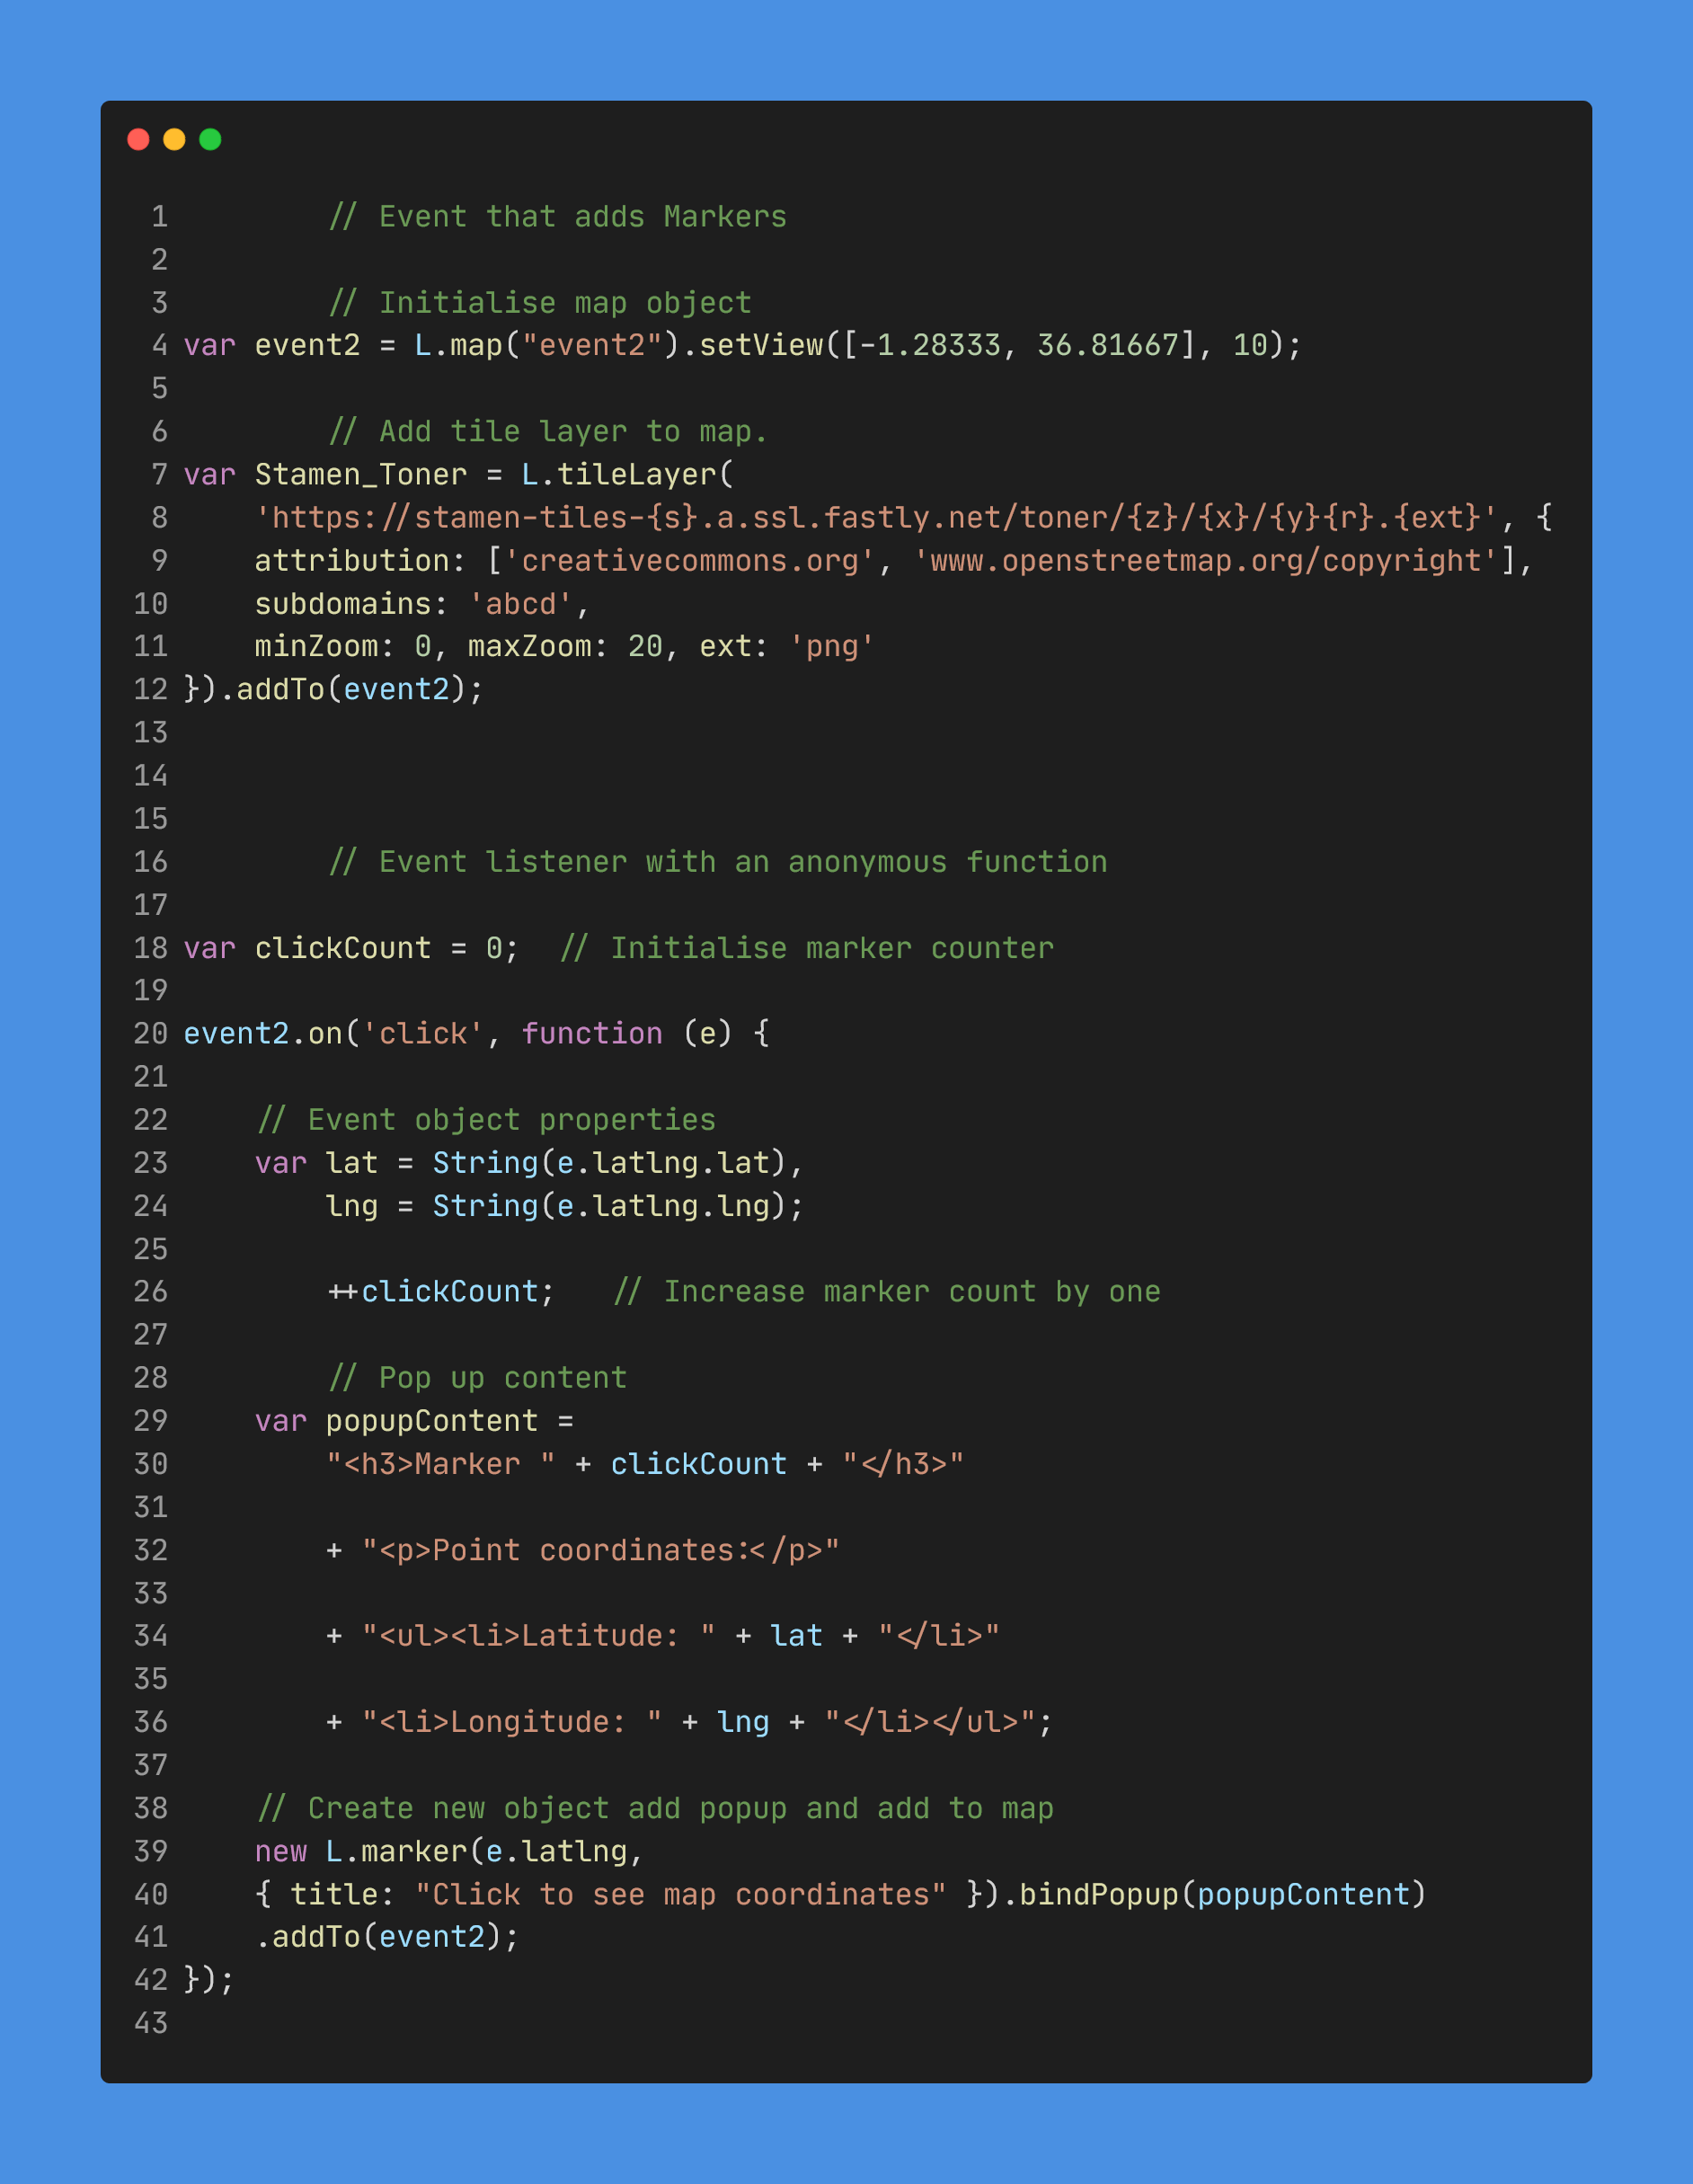 1         // Event that adds Markers
2
3         // Initialise map object
4 var event2 = L.map("event2").setView([-1.28333, 36.81667], 10);
5
6         // Add tile layer to map.
7 var Stamen_Toner = L.tileLayer(
8     'https://stamen-tiles-{s}.a.ssl.fastly.net/toner/{z}/{x}/{y}{r}.{ext}', {
9     attribution: ['creativecommons.org', 'www.openstreetmap.org/copyright'],
10     subdomains: 'abcd',
11     minZoom: 0, maxZoom: 20, ext: 'png'
12 }).addTo(event2);
13
14
15
16         // Event listener with an anonymous function
17
18 var clickCount = 0;  // Initialise marker counter
19
20 event2.on('click', function (e) {
21
22     // Event object properties
23     var lat = String(e.latlng.lat),
24         lng = String(e.latlng.lng);
25
26         ++clickCount;   // Increase marker count by one
27
28         // Pop up content
29     var popupContent =
30         "<h3>Marker " + clickCount + "</h3>"
31
32         + "<p>Point coordinates:</p>"
33
34         + "<ul><li>Latitude: " + lat + "</li>"
35
36         + "<li>Longitude: " + lng + "</li></ul>";
37
38     // Create new object add popup and add to map
39     new L.marker(e.latlng,
40     { title: "Click to see map coordinates" }).bindPopup(popupContent)
41     .addTo(event2);
42 });
43